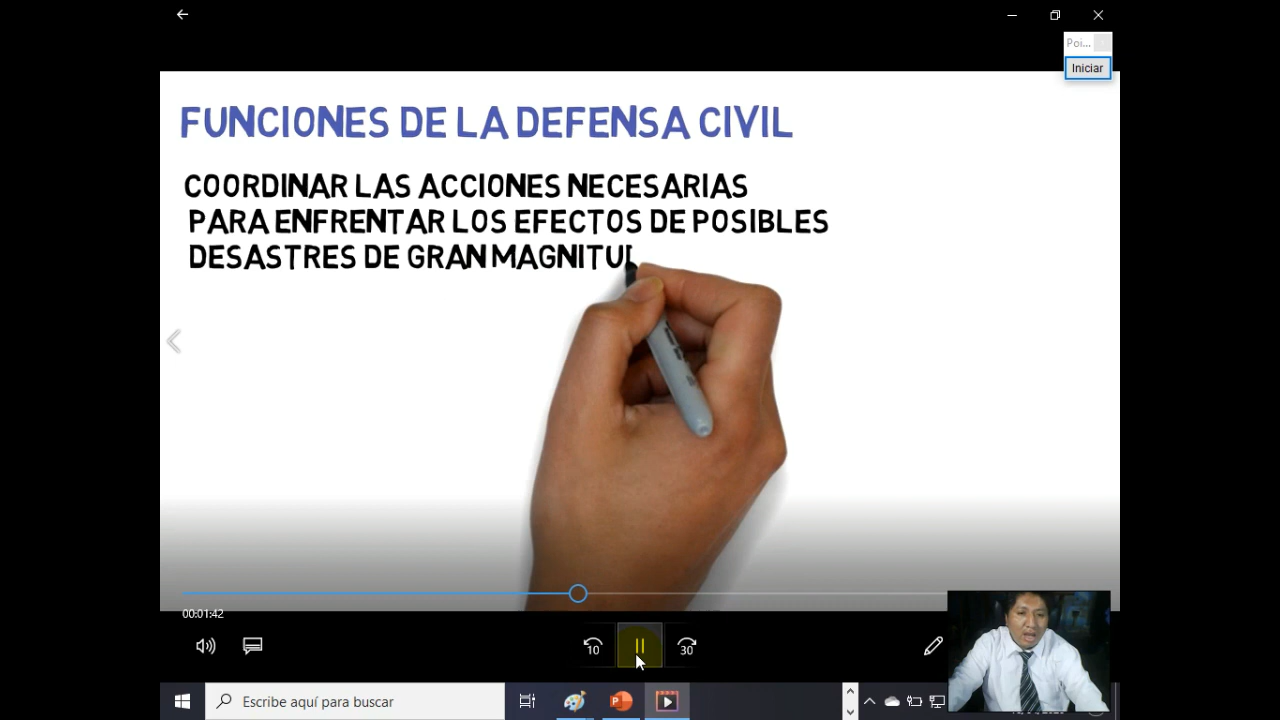 Poi...
Iniciar
FUNCIONES DE LA DEFENSA CIVIL
COORDINAR LAS ACCIONES NECESARIAS
PARA ENFRENTAR LOS EFECTOS DE POSIBLES
DESASTRES DE GRAN MAGNITU
00:01:42
10
30
Escribe aquí para buscar